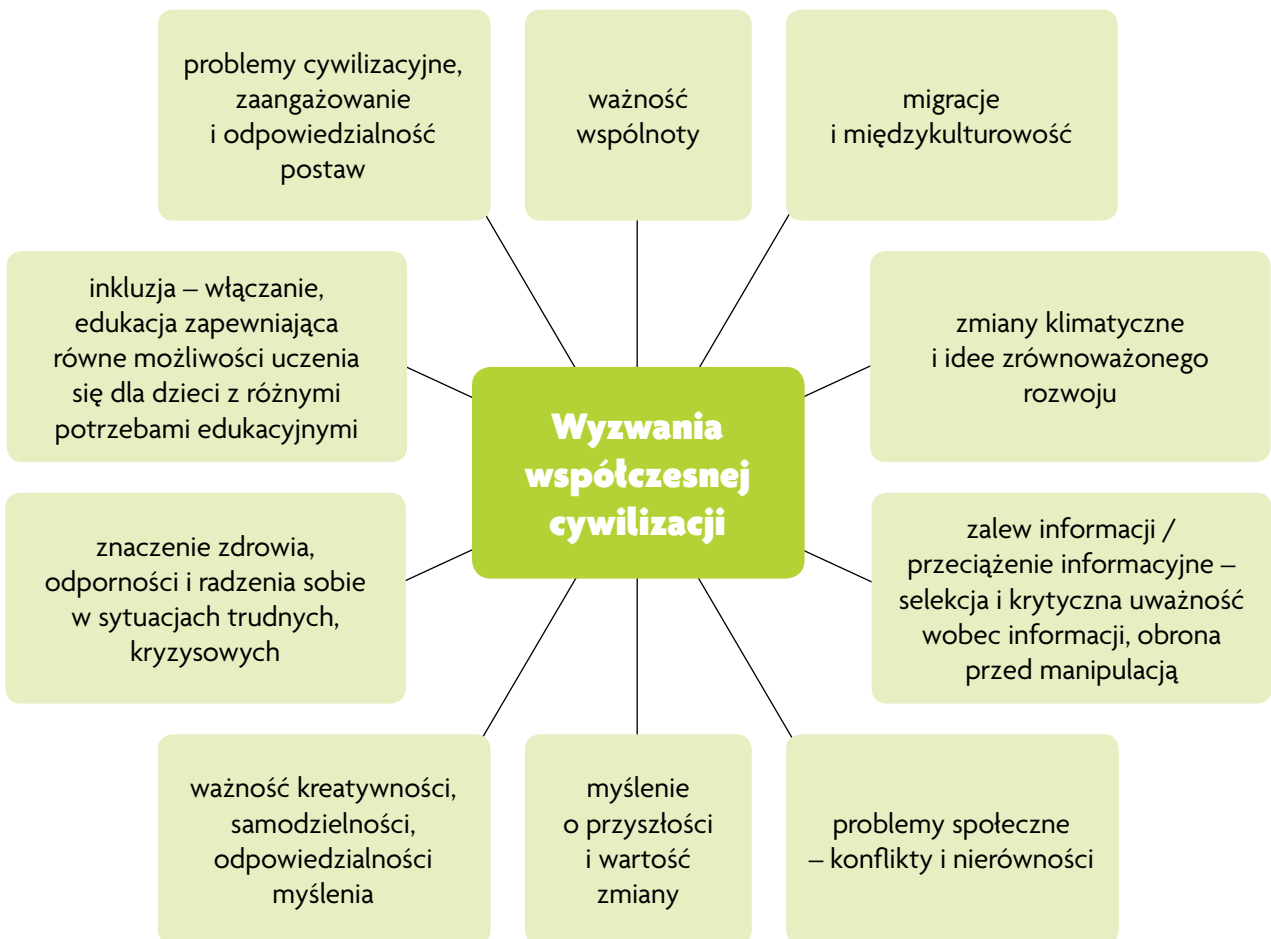 problemy cywilizacyjne,
zaangażowanie
i odpowiedzialność
postaw
ważność
wspólnoty
migracje
i międzykulturowość
inkluzja – włączanie,
edukacja zapewniająca
równe możliwości uczenia
się dla dzieci z różnymi
potrzebami edukacyjnymi
zmiany klimatyczne
i idee zrównoważonego
rozwoju
Wyzwania
współczesnej
cywilizacji
znaczenie zdrowia,
odporności i radzenia sobie
w sytuacjach trudnych,
kryzysowych
zalew informacji /
przeciążenie informacyjne –
selekcja i krytyczna uważność
wobec informacji, obrona
przed manipulacją
ważność kreatywności,
samodzielności,
odpowiedzialności
myślenia
myślenie
o przyszłości
i wartość
zmiany
problemy społeczne
– konflikty i nierówności